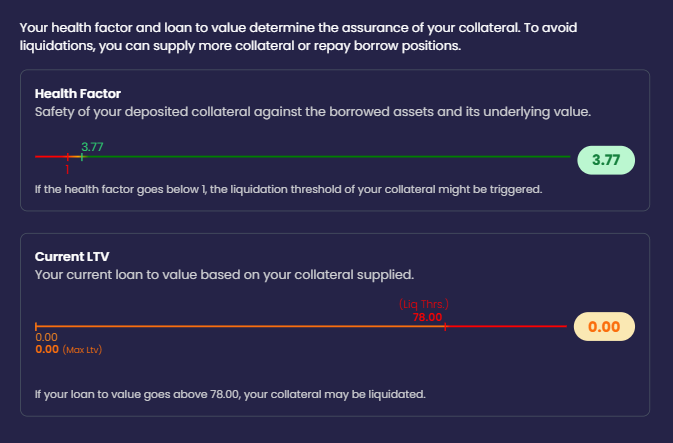 Your health factor and loan to value determine the assurance of your collateral. To avoid
liquidations, you can supply more collateral or repay borrow positions.
Health Factor
Safety of your deposited collateral against the borrowed assets and its underlying value.
3.77
1
3.77
If the health factor goes below 1, the liquidation threshold of your collateral might be triggered.
Current LTV
Your current loan to value based on your collateral supplied.
(Liq Thrs.)
78.00
0.00
0.00
0.00 (Max Ltv)
If your loan to value goes above 78.00, your collateral may be liquidated.